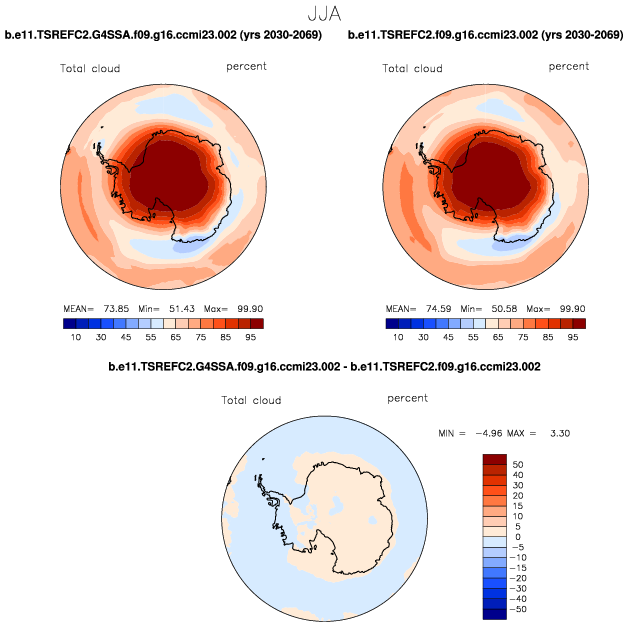 JJA
b.e11.TSREFC2.G4SSA.f09.g16.ccmi23.002 (yrs 2030-2069)
b.e11.TSREFC2.f09.g16.ccmi23.002 (yrs 2030-2069)
Total cloud percent
Total cloud percent
MEAN= 73.85 Min= 51.43 Max= 99.90
MEAN= 74.59 Min= 50.58 Max= 99.90
10 30 45 55 65 75 85 95
10 30 45 55 65 75 85 95
b.e11.TSREFC2.G4SSA.f09.g16.ccmi23.002 - b.e11.TSREFC2.f09.g16.ccmi23.002
Total cloud percent
MIN = -4.96 MAX = 3.30
50
40
30
20
15
10
5
0
-5
-10
-15
-20
-30
-40
-50